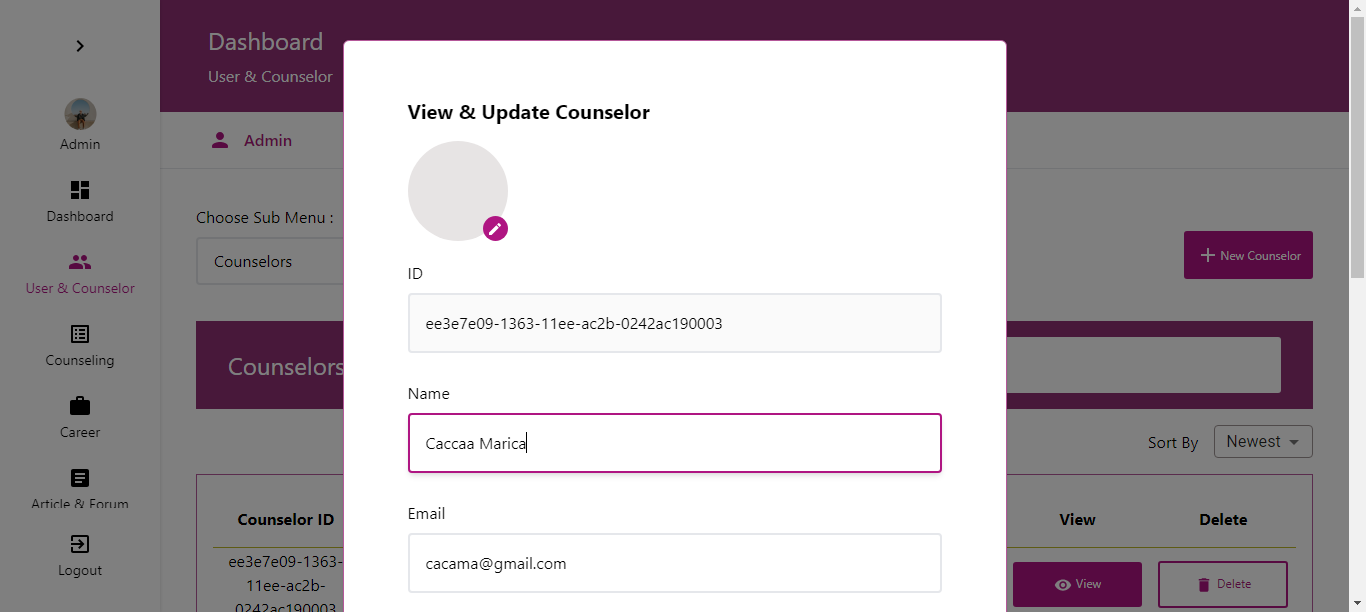 Admin
Dashboard
User & Counselor
Counseling
Career
Article & Forum
Logout
Dashboard
User & Counselor
Admin
Choose Sub Menu :
Counselors
New Counselor
Counselors
Sort By
Newest
Counselor ID
View
Delete
ee3e7e09-1363-
11ee-ac2b-
0242ac190003
View
Delete
View & Update Counselor
ID
ee3e7e09-1363-11ee-ac2b-0242ac190003
Name
Caccaa Marica
Email
cacama@gmail.com